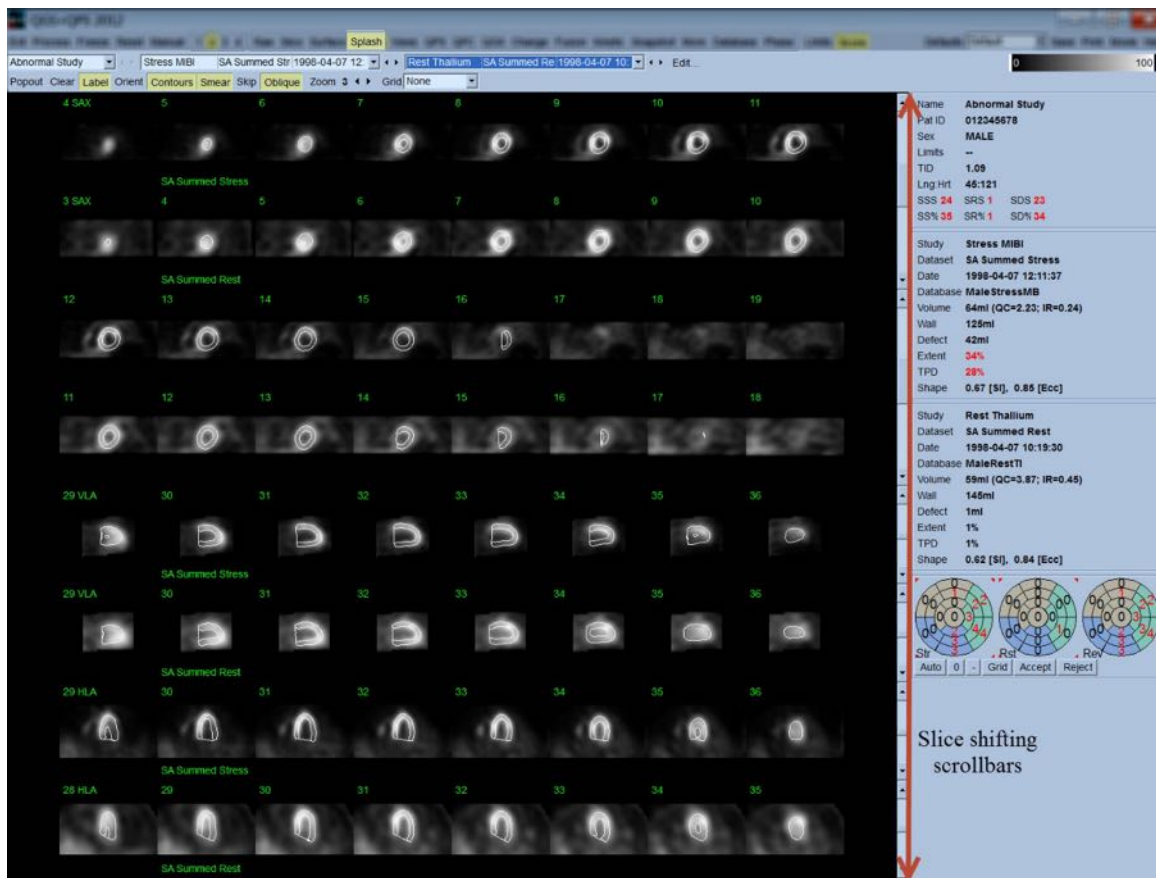 QGS+QPS 2012
Splash
Abnormal Study Stress MIBI SA Summed Str 1998-04-07 12: Rest Thallium SA Summed Re 1998-04-07 10: Edit...
0 100
Popout Clear Label Orient Contours Smear Skip Oblique Zoom 3 Grid None
4 SAX 5 6 7 8 9 10 11
SA Summed Stress
3 SAX 4 5 6 7 8 9 10
SA Summed Rest
12 13 14 15 16 17 18 19
11 12 13 14 15 16 17 18
29 VLA 30 31 32 33 34 35 36
SA Summed Stress
29 VLA 30 31 32 33 34 35 36
SA Summed Rest
29 HLA 30 31 32 33 34 35 36
SA Summed Stress
28 HLA 29 30 31 32 33 34 35
SA Summed Rest
Name Abnormal Study
Pat ID 012345678
Sex MALE
Limits --
TID 1.09
Lng:Hrt 45:121
SSS 24 SRS 1 SDS 23
SS% 35 SR% 1 SD% 34
Study Stress MIBI
Dataset SA Summed Stress
Date 1998-04-07 12:11:37
Database MaleStressMB
Volume 64ml (QC=2.23; IR=0.24)
Wall 125ml
Defect 42ml
Extent 34%
TPD 28%
Shape 0.67 [SI], 0.85 [Ecc]
Study Rest Thallium
Dataset SA Summed Rest
Date 1998-04-07 10:19:30
Database MaleRestTl
Volume 59ml (QC=3.87; IR=0.45)
Wall 145ml
Defect 1ml
Extent 1%
TPD 1%
Shape 0.62 [SI], 0.84 [Ecc]
Str Rst Rev
Auto 0 - Grid Accept Reject
Slice shifting
scrollbars